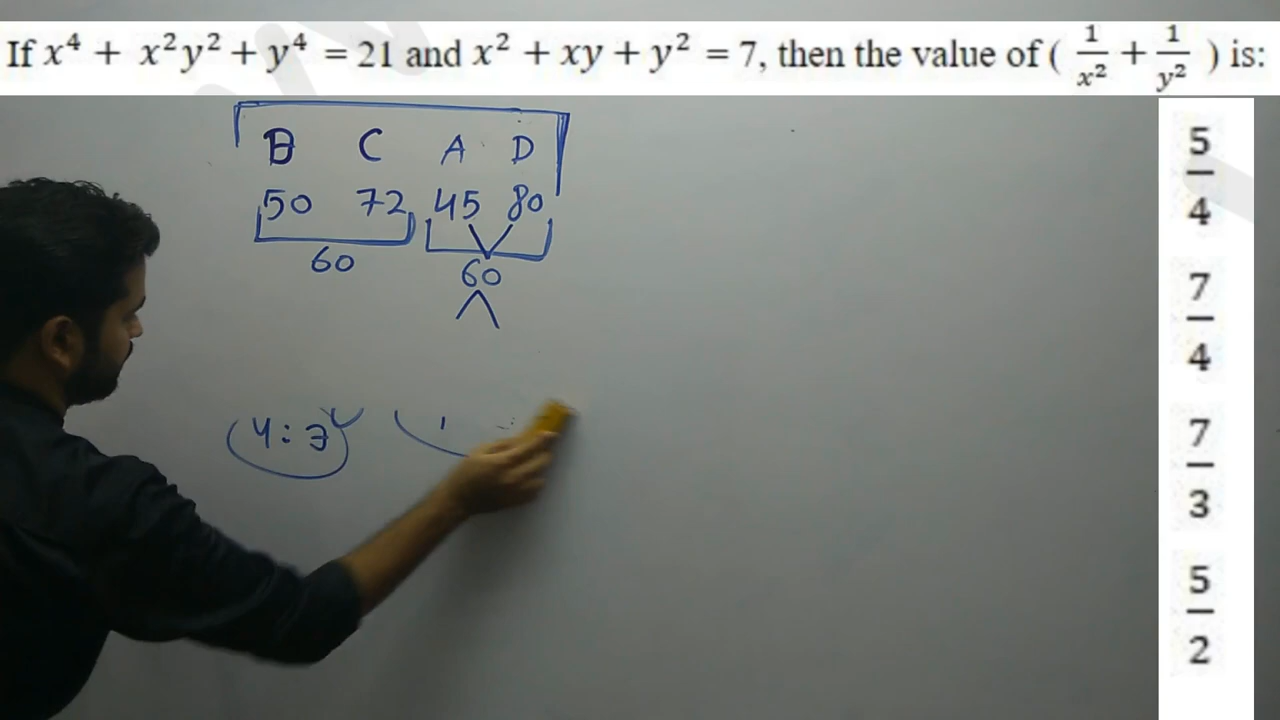 If x⁴ + x²y² + y⁴ = 21 and x² + xy + y² = 7, then the value of ( 1/x² + 1/y² ) is:
B C A D
50 72 45 80
60 60
4:3
5/4
7/4
7/3
5/2